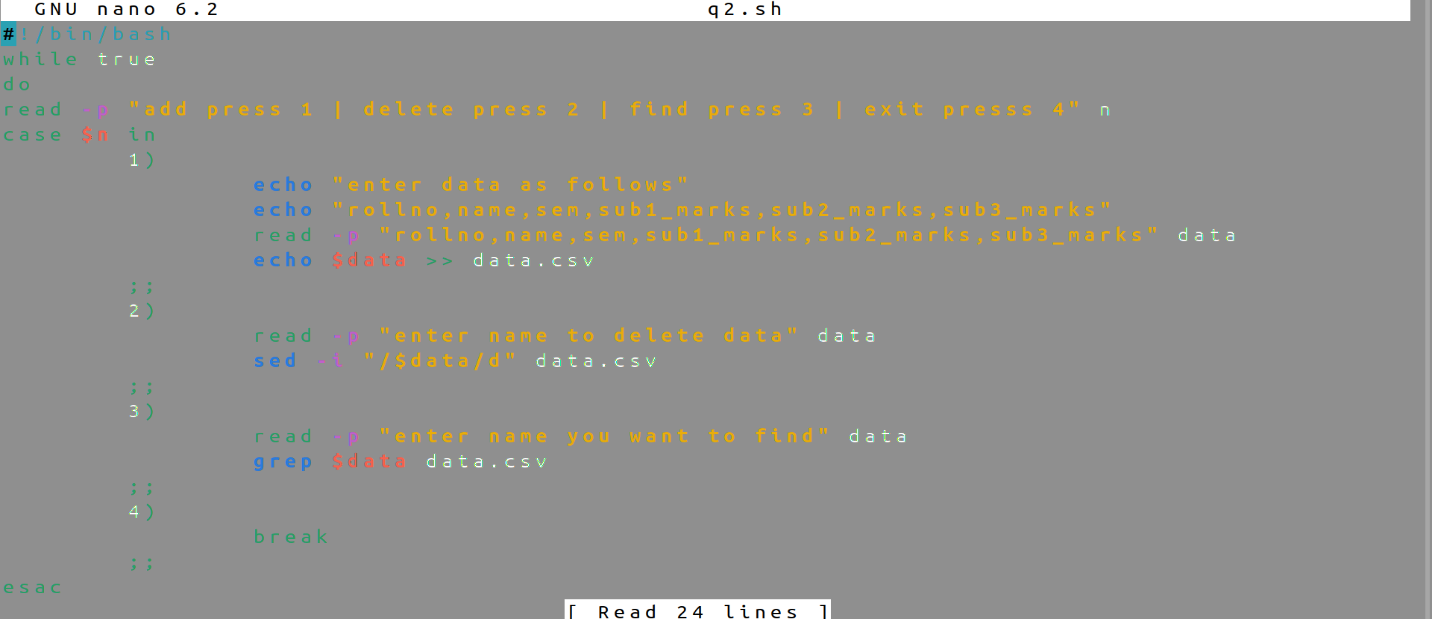 GNU nano 6.2 q2.sh
#!/bin/bash
while true
do
read -p "add press 1 | delete press 2 | find press 3 | exit presss 4" n
case $n in
1)
echo "enter data as follows"
echo "rollno,name,sem,sub1_marks,sub2_marks,sub3_marks"
read -p "rollno,name,sem,sub1_marks,sub2_marks,sub3_marks" data
echo $data >> data.csv
;;
2)
read -p "enter name to delete data" data
sed -i "/$data/d" data.csv
;;
3)
read -p "enter name you want to find" data
grep $data data.csv
;;
4)
break
;;
esac
[ Read 24 lines ]